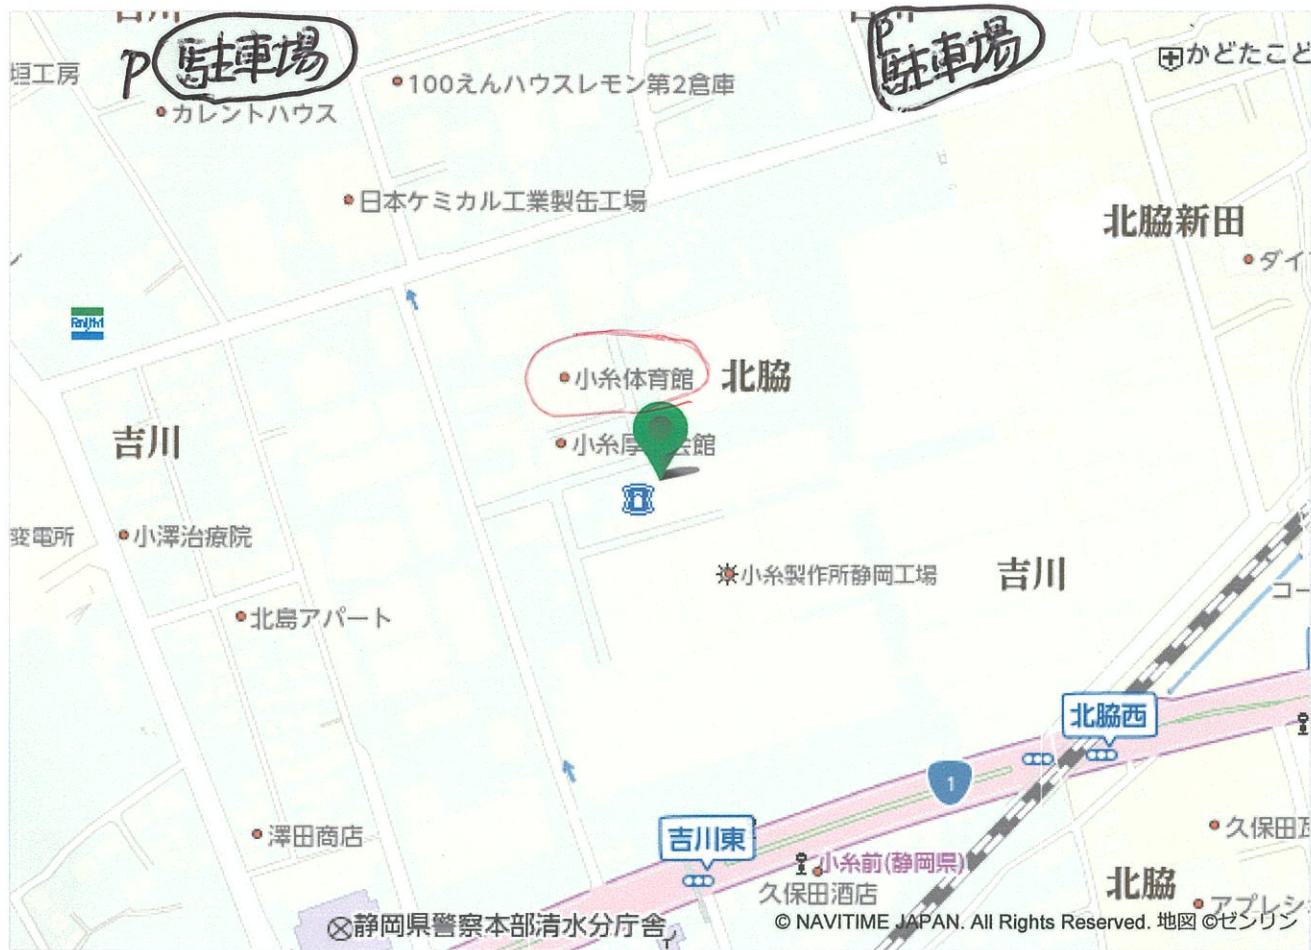 P 駐車場
P
駐車場
垣工房
100えんハウスレモン第2倉庫
かどたこど
カレントハウス
日本ケミカル工業製缶工場
北脇新田
ダイ
FamilyMart
小糸体育館
北脇
吉川
小糸厚 会館
変電所
小澤治療院
小糸製作所静岡工場
吉川
コー
北島アパート
北脇西
1
澤田商店
吉川東
小糸前(静岡県)
久保田酒店
久保田
北脇
アプレシ
静岡県警察本部清水分庁舎
© NAVITIME JAPAN. All Rights Reserved. 地図 ©ゼンリン